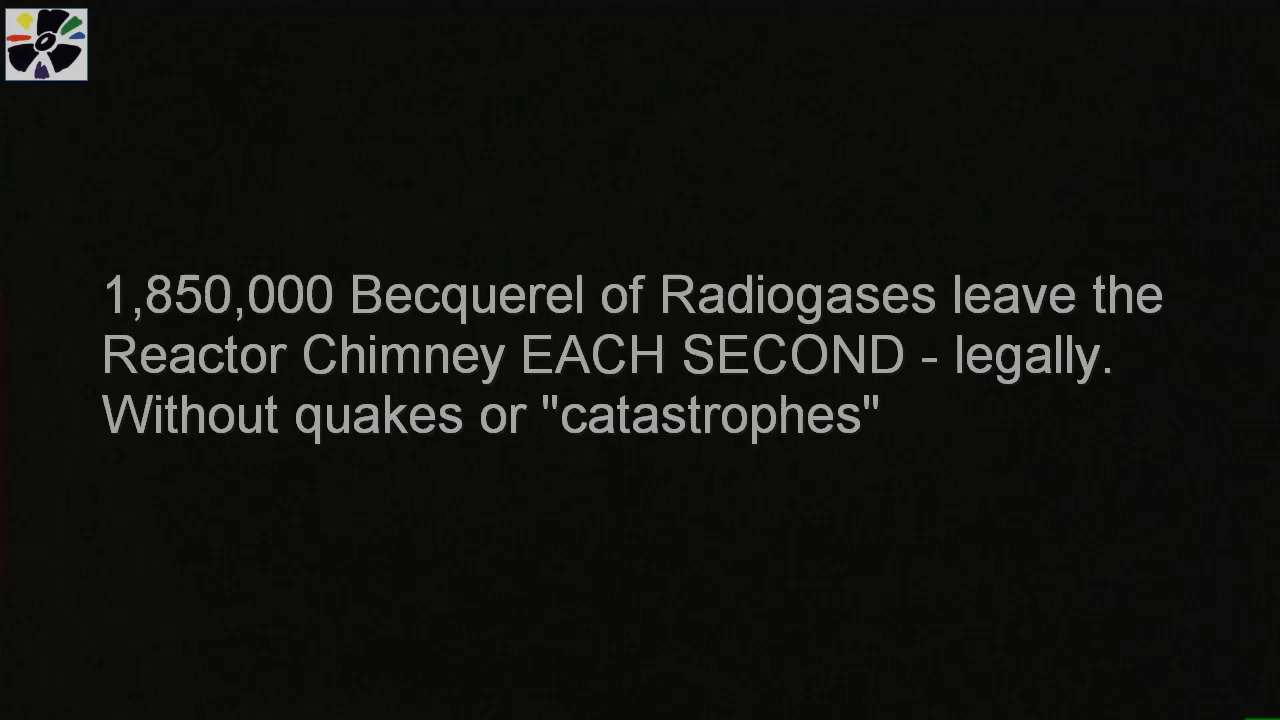 1,850,000 Becquerel of Radiogases leave the
Reactor Chimney EACH SECOND - legally.
Without quakes or "catastrophes"